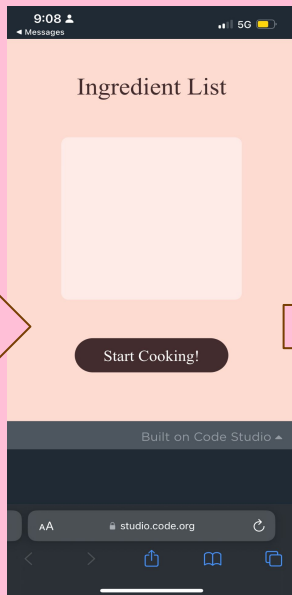 9:08
5G
◀ Messages
Ingredient List
Start Cooking!
Built on Code Studio
AA
studio.code.org